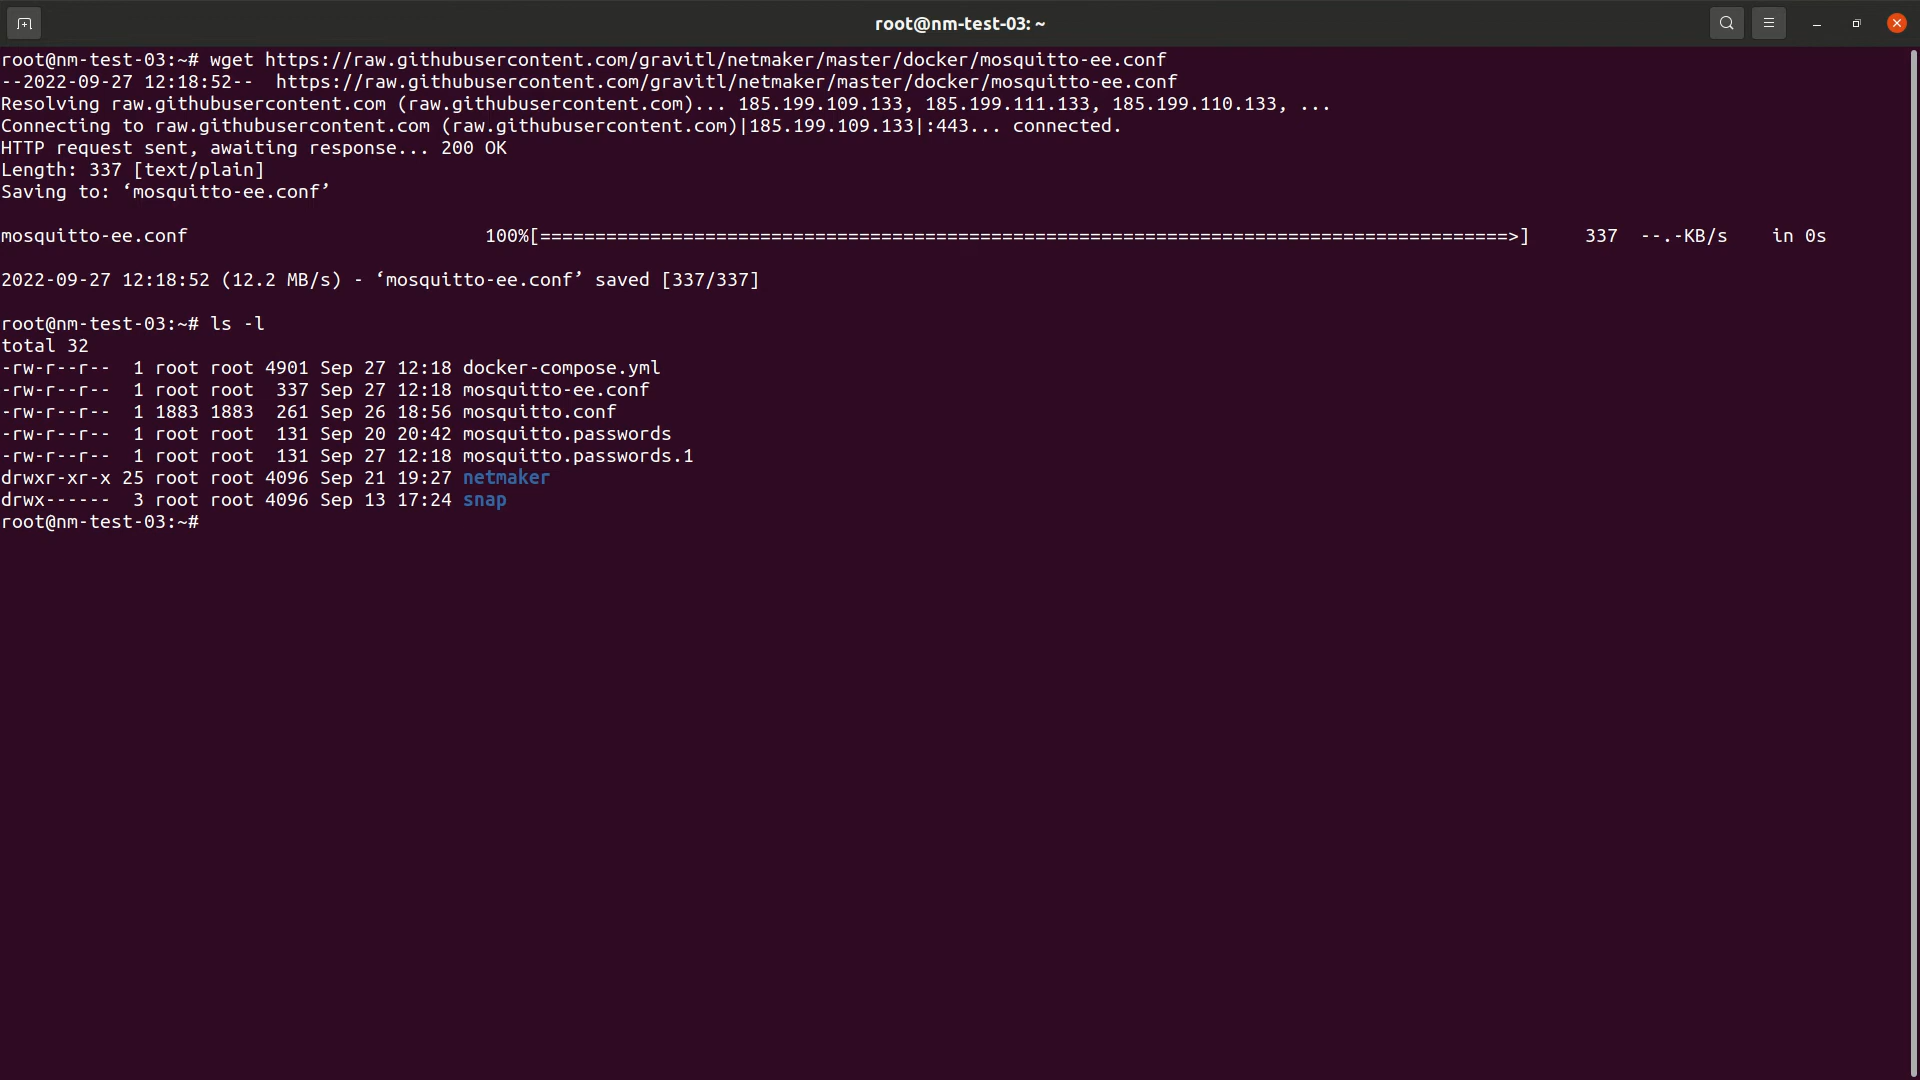 root@nm-test-03: ~
root@nm-test-03:~# wget https://raw.githubusercontent.com/gravitl/netmaker/master/docker/mosquitto-ee.conf
--2022-09-27 12:18:52--  https://raw.githubusercontent.com/gravitl/netmaker/master/docker/mosquitto-ee.conf
Resolving raw.githubusercontent.com (raw.githubusercontent.com)... 185.199.109.133, 185.199.111.133, 185.199.110.133, ...
Connecting to raw.githubusercontent.com (raw.githubusercontent.com)|185.199.109.133|:443... connected.
HTTP request sent, awaiting response... 200 OK
Length: 337 [text/plain]
Saving to: ‘mosquitto-ee.conf’
mosquitto-ee.conf                          100%[========================================================================================>]     337  --.-KB/s    in 0s
2022-09-27 12:18:52 (12.2 MB/s) - ‘mosquitto-ee.conf’ saved [337/337]
root@nm-test-03:~# ls -l
total 32
-rw-r--r--  1 root root 4901 Sep 27 12:18 docker-compose.yml
-rw-r--r--  1 root root  337 Sep 27 12:18 mosquitto-ee.conf
-rw-r--r--  1 1883 1883  261 Sep 26 18:56 mosquitto.conf
-rw-r--r--  1 root root  131 Sep 20 20:42 mosquitto.passwords
-rw-r--r--  1 root root  131 Sep 27 12:18 mosquitto.passwords.1
drwxr-xr-x 25 root root 4096 Sep 21 19:27 netmaker
drwx------  3 root root 4096 Sep 13 17:24 snap
root@nm-test-03:~#